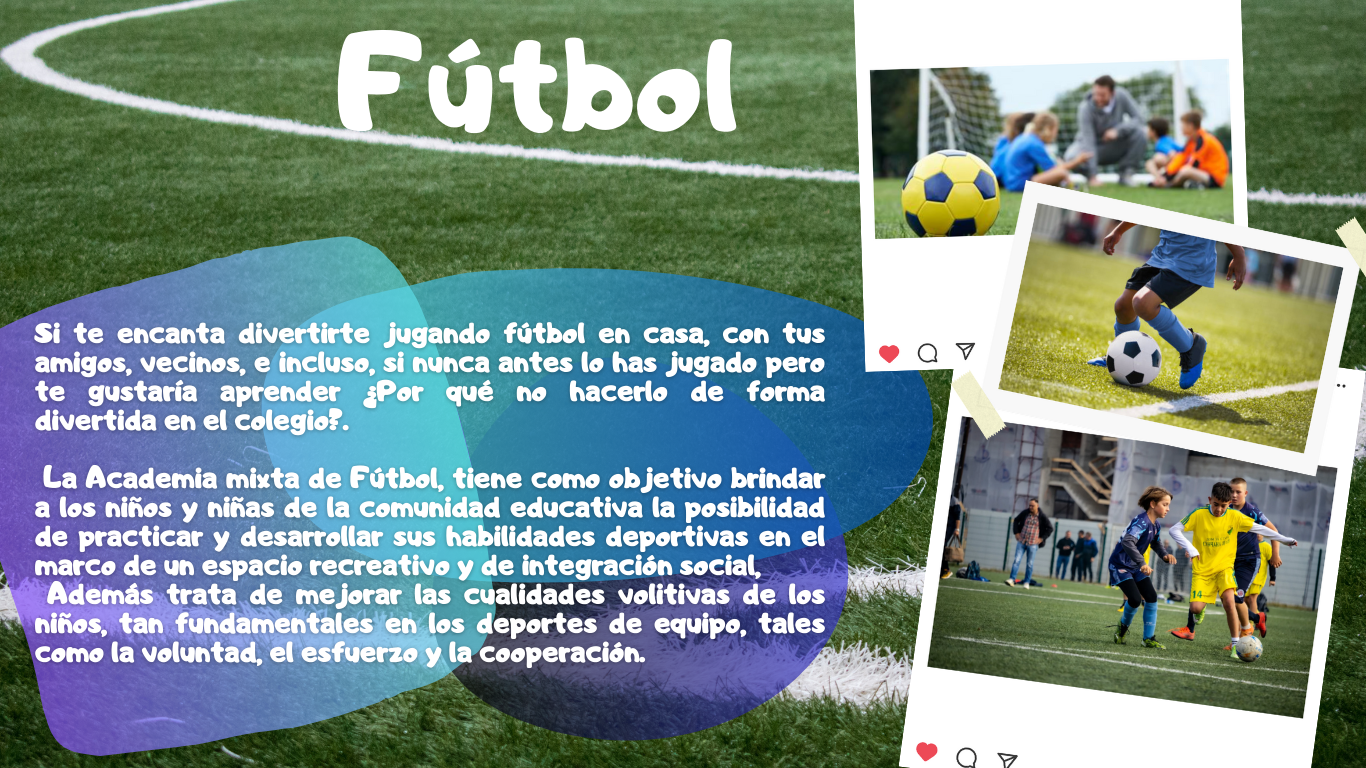 Fútbol
Si te encanta divertirte jugando fútbol en casa, con tus
amigos, vecinos, e incluso, si nunca antes lo has jugado pero
te gustaría aprender ¿Por qué no hacerlo de forma
divertida en el colegio?.
La Academia mixta de Fútbol, tiene como objetivo brindar
a los niños y niñas de la comunidad educativa la posibilidad
de practicar y desarrollar sus habilidades deportivas en el
marco de un espacio recreativo y de integración social,
Además trata de mejorar las cualidades volitivas de los
niños, tan fundamentales en los deportes de equipo, tales
como la voluntad, el esfuerzo y la cooperación.
14